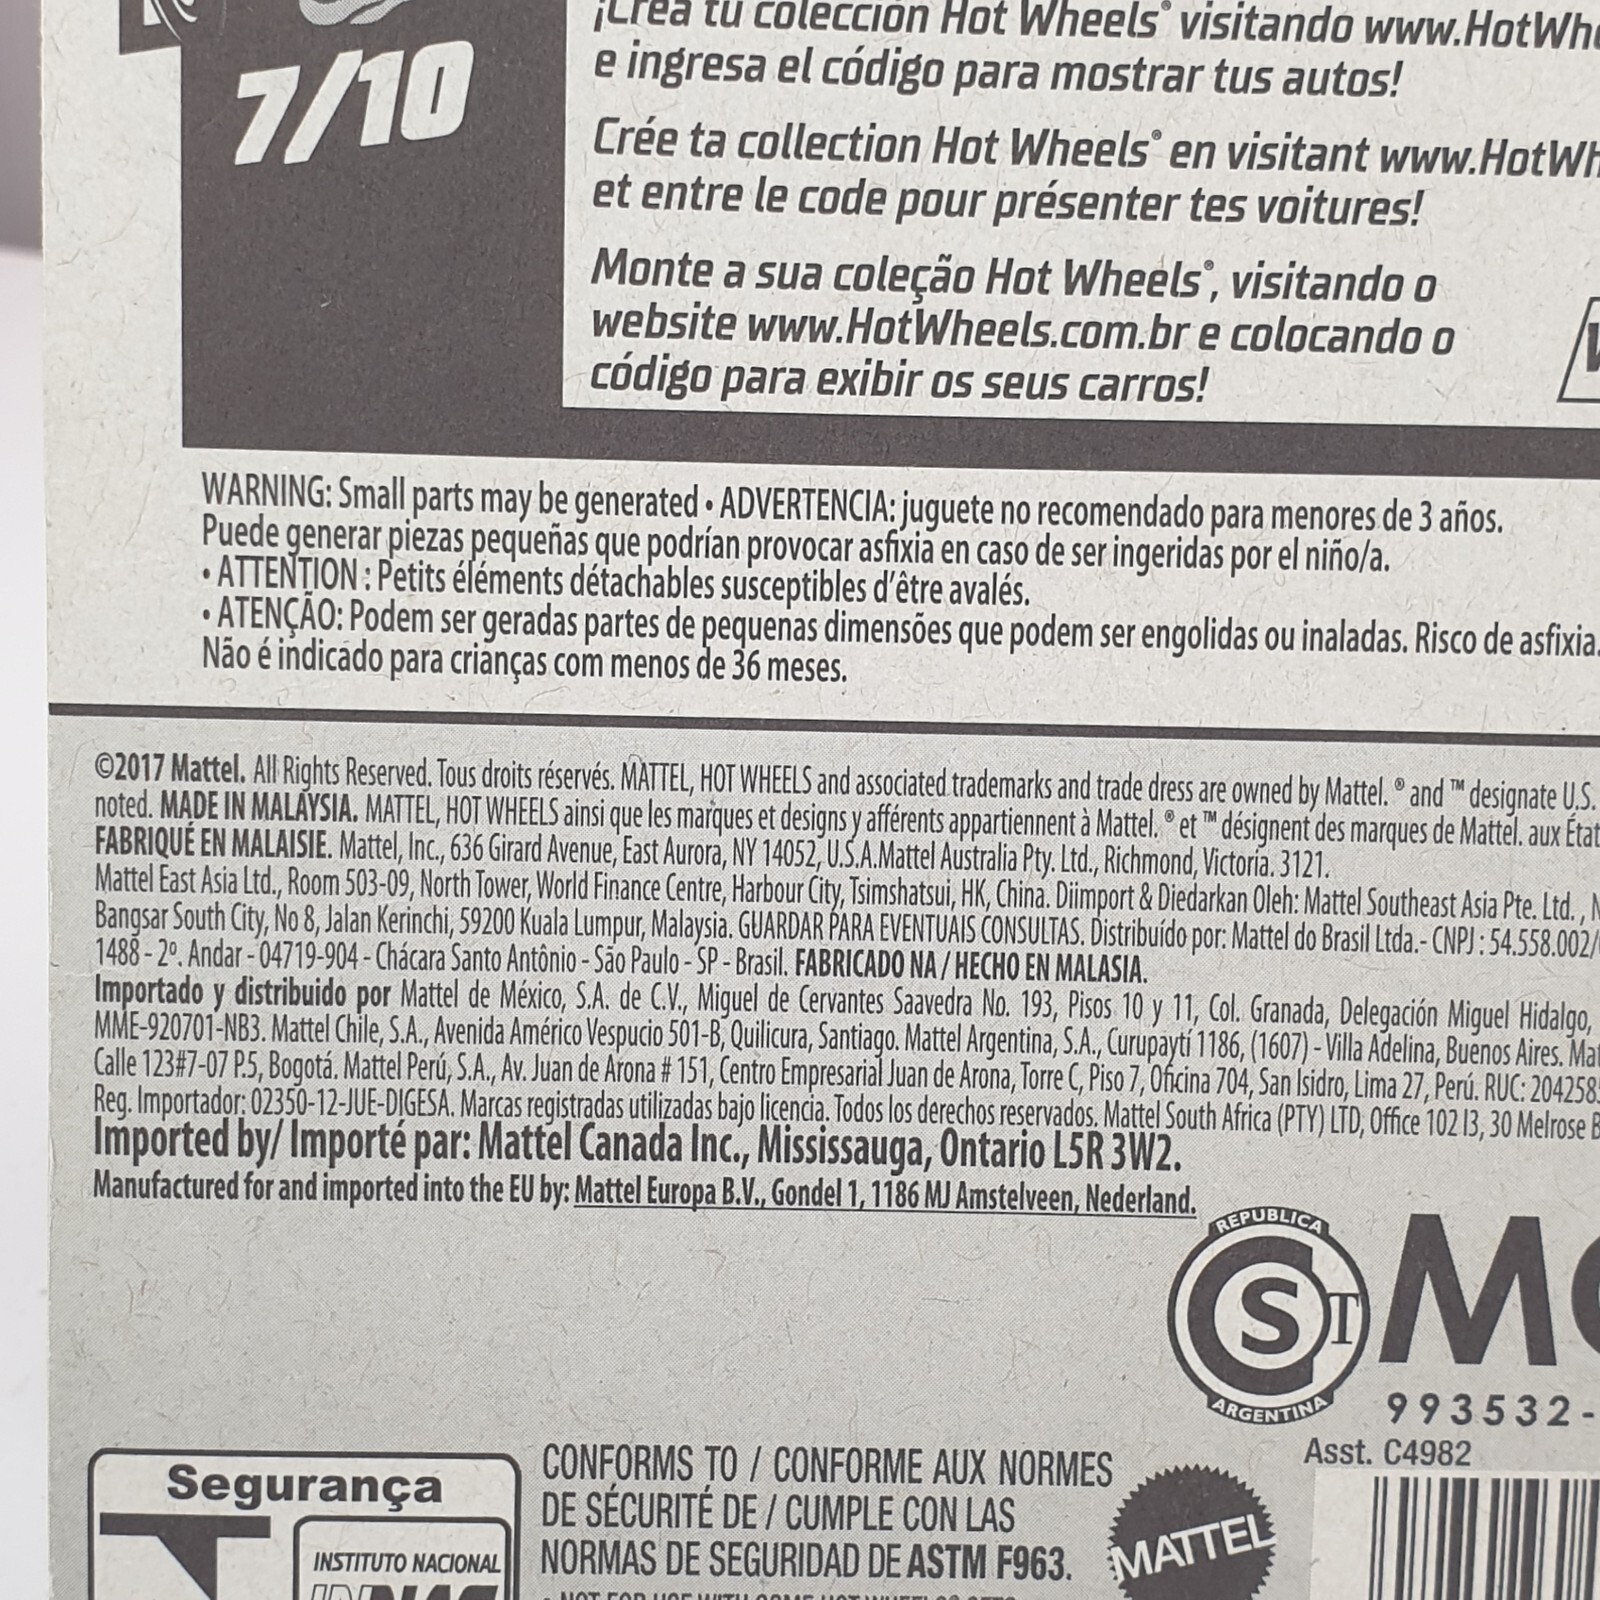 7/10
¡Crea tu colección Hot Wheels® visitando www.HotWh
e ingresa el código para mostrar tus autos!
Crée ta collection Hot Wheels® en visitant www.HotWh
et entre le code pour présenter tes voitures!
Monte a sua coleção Hot Wheels®, visitando o
website www.HotWheels.com.br e colocando o
código para exibir os seus carros!
WARNING: Small parts may be generated • ADVERTENCIA: juguete no recomendado para menores de 3 años.
Puede generar piezas pequeñas que podrían provocar asfixia en caso de ser ingeridas por el niño/a.
• ATTENTION : Petits éléments détachables susceptibles d'être avalés.
• ATENÇÃO: Podem ser geradas partes de pequenas dimensões que podem ser engolidas ou inaladas. Risco de asfixia.
Não é indicado para crianças com menos de 36 meses.
©2017 Mattel. All Rights Reserved. Tous droits réservés. MATTEL, HOT WHEELS and associated trademarks and trade dress are owned by Mattel. ® and ™ designate U.S.
noted. MADE IN MALAYSIA. MATTEL, HOT WHEELS ainsi que les marques et designs y afférents appartiennent à Mattel. ® et ™ désignent des marques de Mattel. aux État
FABRIQUÉ EN MALAISIE. Mattel, Inc., 636 Girard Avenue, East Aurora, NY 14052, U.S.A.Mattel Australia Pty. Ltd., Richmond, Victoria. 3121.
Mattel East Asia Ltd., Room 503-09, North Tower, World Finance Centre, Harbour City, Tsimshatsui, HK, China. Diimport & Diedarkan Oleh: Mattel Southeast Asia Pte. Ltd. ,
Bangsar South City, No 8, Jalan Kerinchi, 59200 Kuala Lumpur, Malaysia. GUARDAR PARA EVENTUAIS CONSULTAS. Distribuído por: Mattel do Brasil Ltda.- CNPJ : 54.558.002/
1488 - 2º. Andar - 04719-904 - Chácara Santo Antônio - São Paulo - SP - Brasil. FABRICADO NA / HECHO EN MALASIA.
Importado y distribuido por Mattel de México, S.A. de C.V., Miguel de Cervantes Saavedra No. 193, Pisos 10 y 11, Col. Granada, Delegación Miguel Hidalgo,
MME-920701-NB3. Mattel Chile, S.A., Avenida Américo Vespucio 501-B, Quilicura, Santiago. Mattel Argentina, S.A., Curupaytí 1186, (1607) - Villa Adelina, Buenos Aires. Mat
Calle 123#7-07 P.5, Bogotá. Mattel Perú, S.A., Av. Juan de Arona # 151, Centro Empresarial Juan de Arona, Torre C, Piso 7, Oficina 704, San Isidro, Lima 27, Perú. RUC: 204258
Reg. Importador: 02350-12-JUE-DIGESA. Marcas registradas utilizadas bajo licencia. Todos los derechos reservados. Mattel South Africa (PTY) LTD, Office 102 I3, 30 Melrose B
Imported by/ Importé par: Mattel Canada Inc., Mississauga, Ontario L5R 3W2.
Manufactured for and imported into the EU by: Mattel Europa B.V., Gondel 1, 1186 MJ Amstelveen, Nederland.
REPUBLICA
CST
ARGENTINA
M
993532-
Asst. C4982
Segurança
INSTITUTO NACIONAL
CONFORMS TO / CONFORME AUX NORMES
DE SÉCURITÉ DE / CUMPLE CON LAS
NORMAS DE SEGURIDAD DE ASTM F963.
MATTEL
• NOT FOR USE WITH SOME HOT WHEELS® SETS